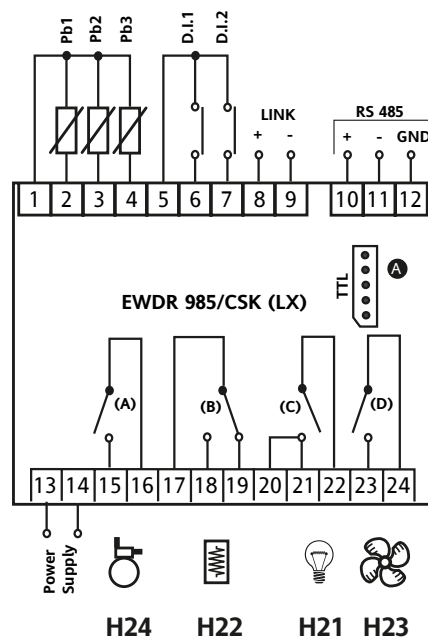 Pb1 Pb2 Pb3 D.I.1 D.I.2
LINK
+ -
RS 485
+ - GND
1 2 3 4 5 6 7 8 9 10 11 12
TTL
A
EWDR 985/CSK (LX)
(A) (B) (C) (D)
13 14 15 16 17 18 19 20 21 22 23 24
Power
Supply
H24 H22 H21 H23